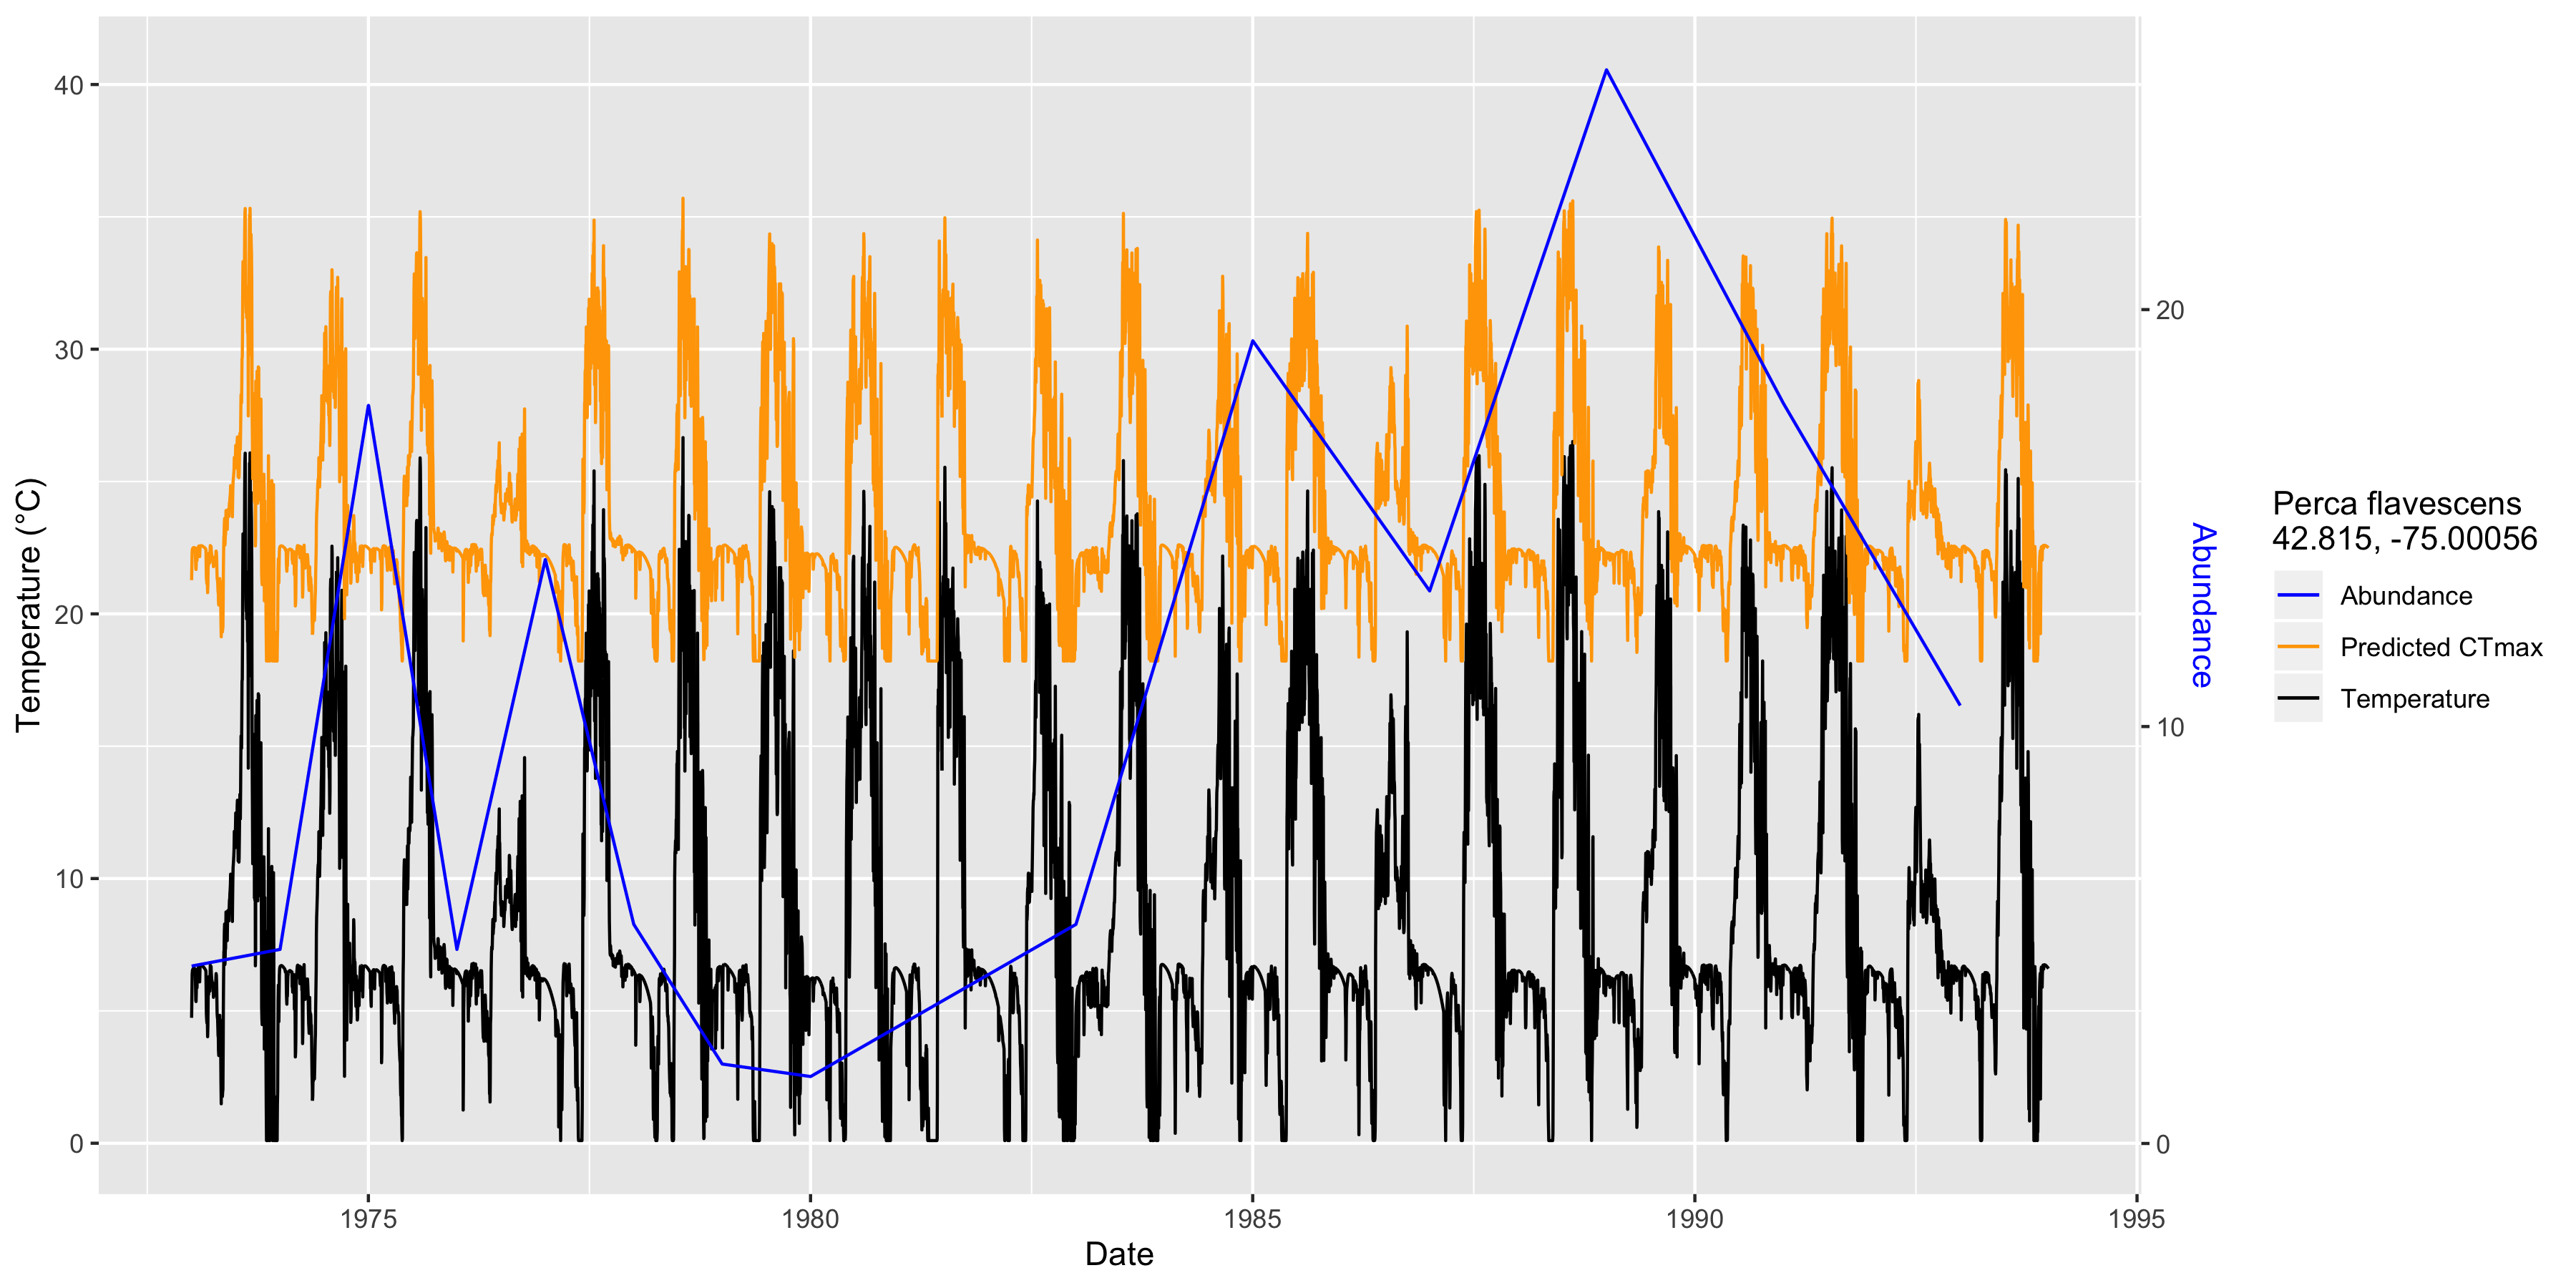 40
30
20
10
0
Temperature (°C)
1975
1980
1985
1990
1995
Date
20
10
0
Abundance
Perca flavescens
42.815, -75.00056
Abundance
Predicted CTmax
Temperature